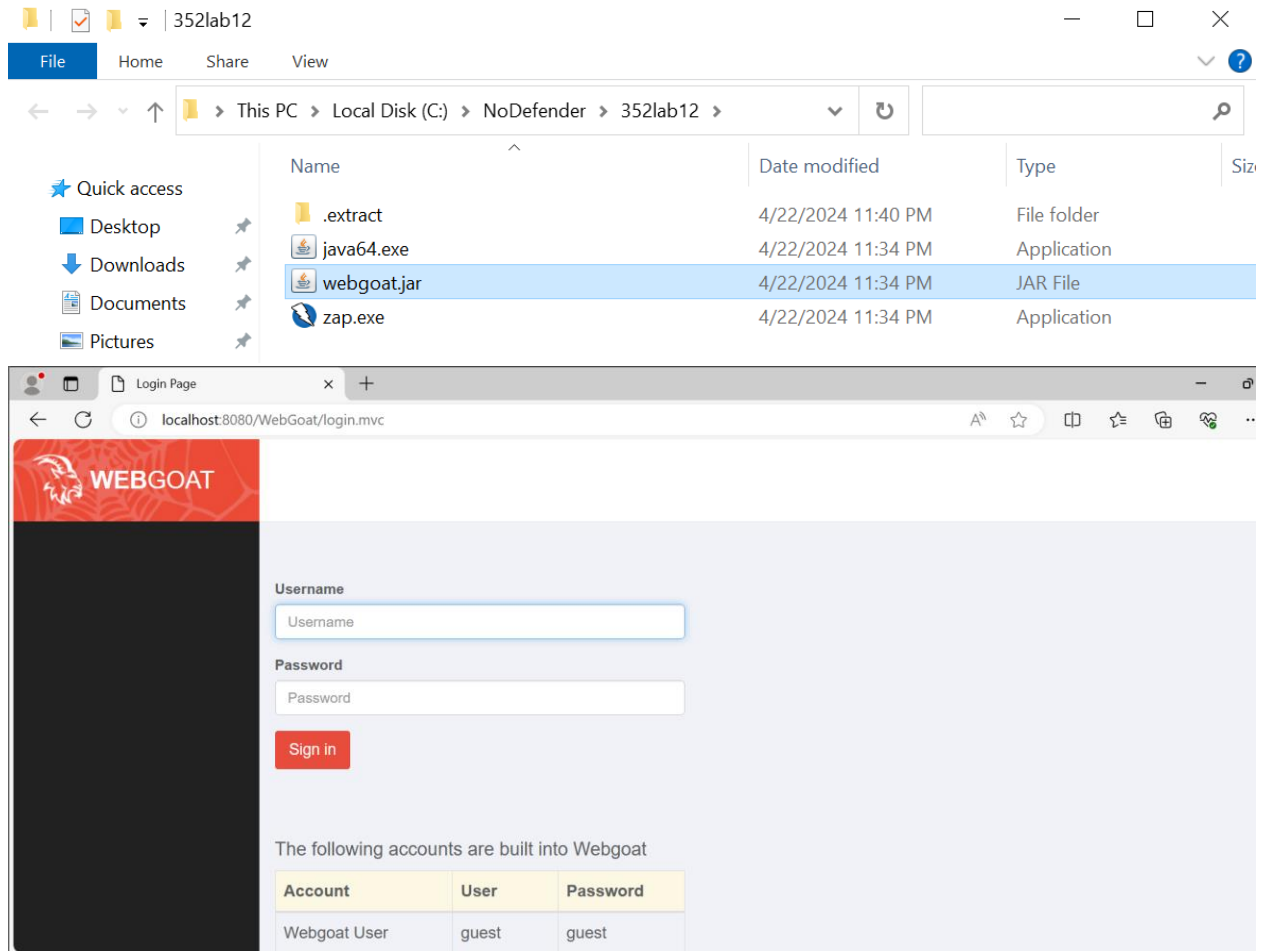 352lab12
File Home Share View
This PC > Local Disk (C:) > NoDefender > 352lab12 >
Name Date modified Type Siz
Quick access
.extract 4/22/2024 11:40 PM File folder
Desktop
java64.exe 4/22/2024 11:34 PM Application
Downloads
webgoat.jar 4/22/2024 11:34 PM JAR File
Documents
zap.exe 4/22/2024 11:34 PM Application
Pictures
Login Page
localhost:8080/WebGoat/login.mvc
WEBGOAT
Username
Username
Password
Password
Sign in
The following accounts are built into Webgoat
Account User Password
Webgoat User guest guest